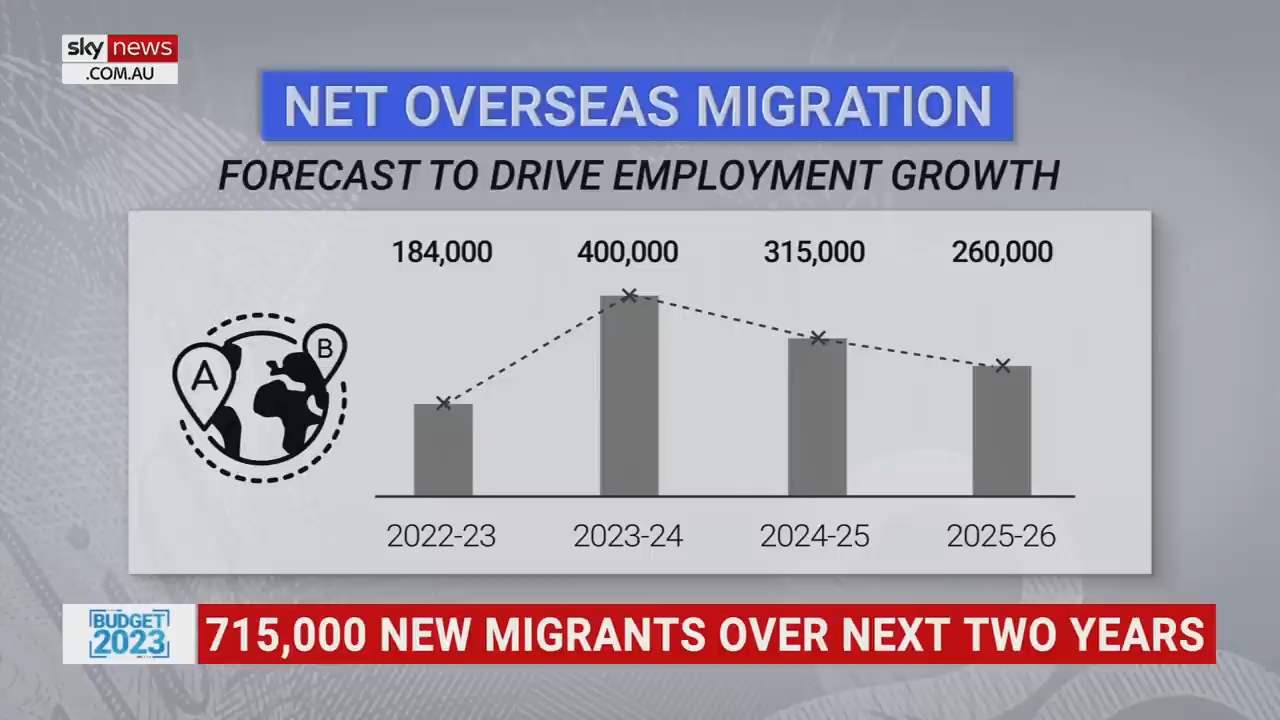 sky news
.COM.AU
NET OVERSEAS MIGRATION
FORECAST TO DRIVE EMPLOYMENT GROWTH
184,000 400,000 315,000 260,000
A B
2022-23 2023-24 2024-25 2025-26
BUDGET
2023
715,000 NEW MIGRANTS OVER NEXT TWO YEARS